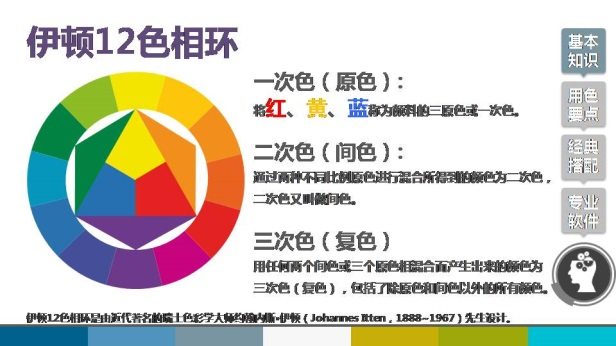 伊顿12色相环
一次色（原色）：
将红、黄、蓝称为颜料的三原色或一次色。
二次色（间色）：
通过两种不同比例原色进行混合所得到的颜色为二次色，
二次色又叫做间色。
三次色（复色）
用任何两个间色或三个原色相混合而产生出来的颜色为
三次色（复色），包括了除原色和间色以外的所有颜色。
伊顿12色相环是由近代著名的瑞士色彩学大师约翰内斯·伊顿（Johannes Itten，1888~1967）先生设计。
基本
知识
用色
要点
经典
搭配
专业
软件